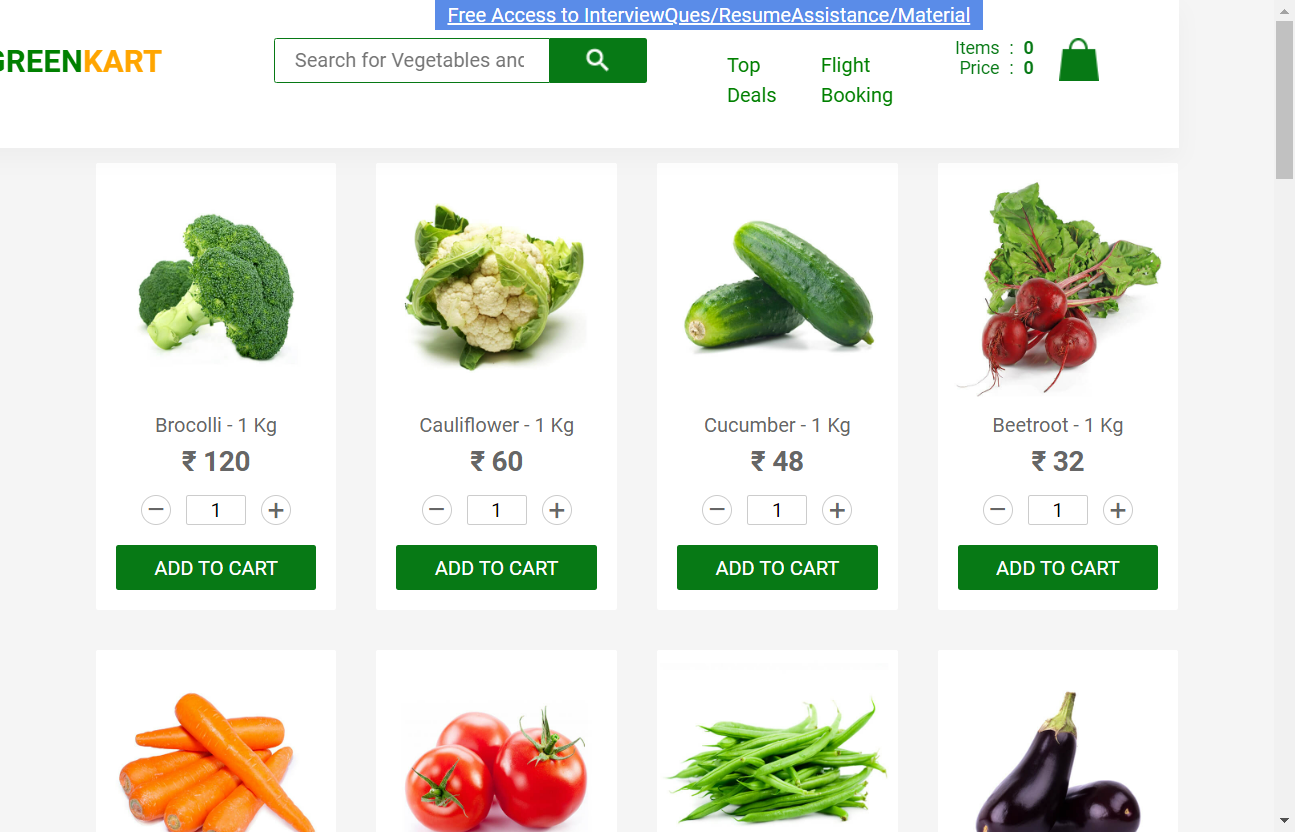 Free Access to InterviewQues/ResumeAssistance/Material
GREENKART
Search for Vegetables and
Top Deals
Flight Booking
Items : 0
Price : 0
Brocolli - 1 Kg
₹ 120
− 1 +
ADD TO CART
Cauliflower - 1 Kg
₹ 60
− 1 +
ADD TO CART
Cucumber - 1 Kg
₹ 48
− 1 +
ADD TO CART
Beetroot - 1 Kg
₹ 32
− 1 +
ADD TO CART